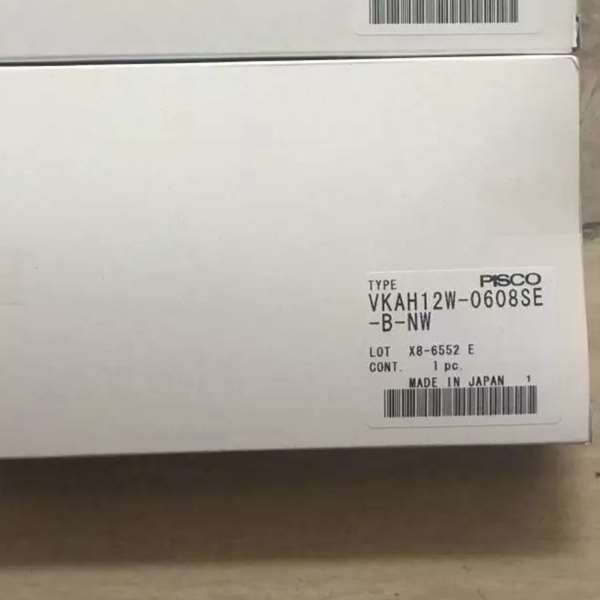 TYPE PISCO
VKAH12W-0608SE
-B-NW
LOT X8-6552 E
CONT. 1 pc.
MADE IN JAPAN 1